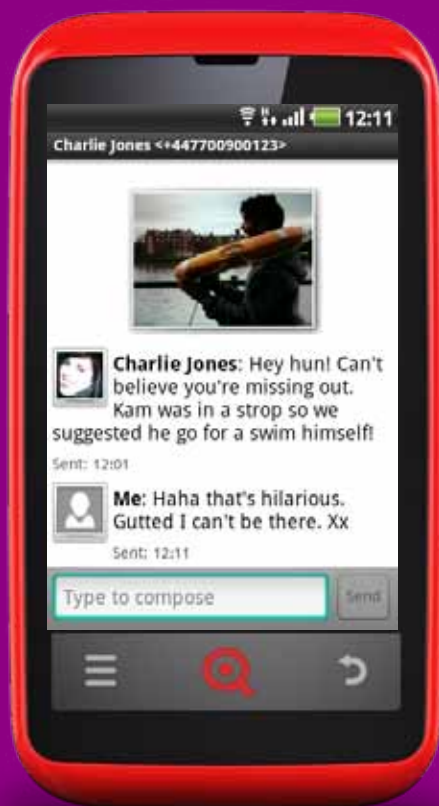 12:11
Charlie Jones <+447700900123>
Charlie Jones: Hey hun! Can't
believe you're missing out.
Kam was in a strop so we
suggested he go for a swim himself!
Sent: 12:01
Me: Haha that's hilarious.
Gutted I can't be there. Xx
Sent: 12:11
Type to compose
Send